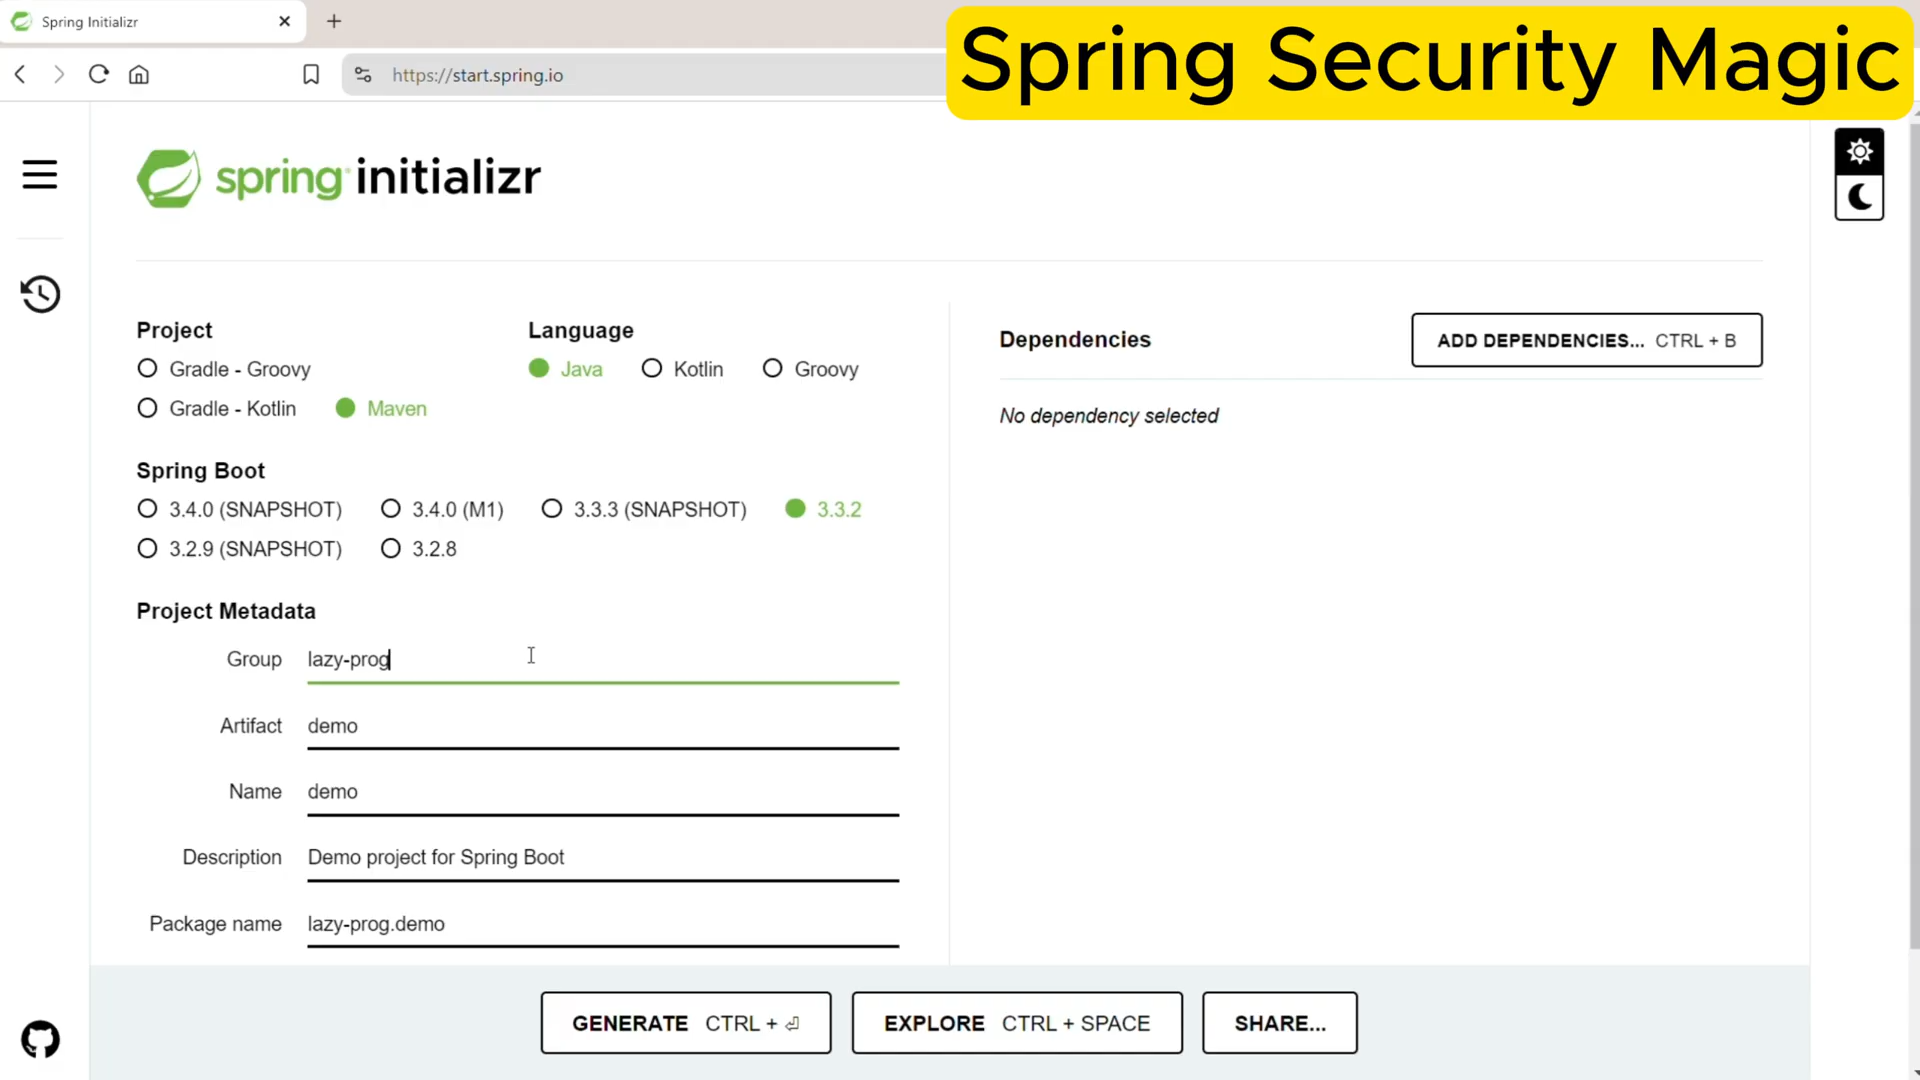 Spring Initializr
https://start.spring.io
Spring Security Magic
spring initializr
Project
Language
Gradle - Groovy
Java
Kotlin
Groovy
Gradle - Kotlin
Maven
Spring Boot
3.4.0 (SNAPSHOT)
3.4.0 (M1)
3.3.3 (SNAPSHOT)
3.3.2
3.2.9 (SNAPSHOT)
3.2.8
Project Metadata
Group
lazy-prog
Artifact
demo
Name
demo
Description
Demo project for Spring Boot
Package name
lazy-prog.demo
Dependencies
ADD DEPENDENCIES... CTRL + B
No dependency selected
GENERATE CTRL + ⏎
EXPLORE CTRL + SPACE
SHARE...